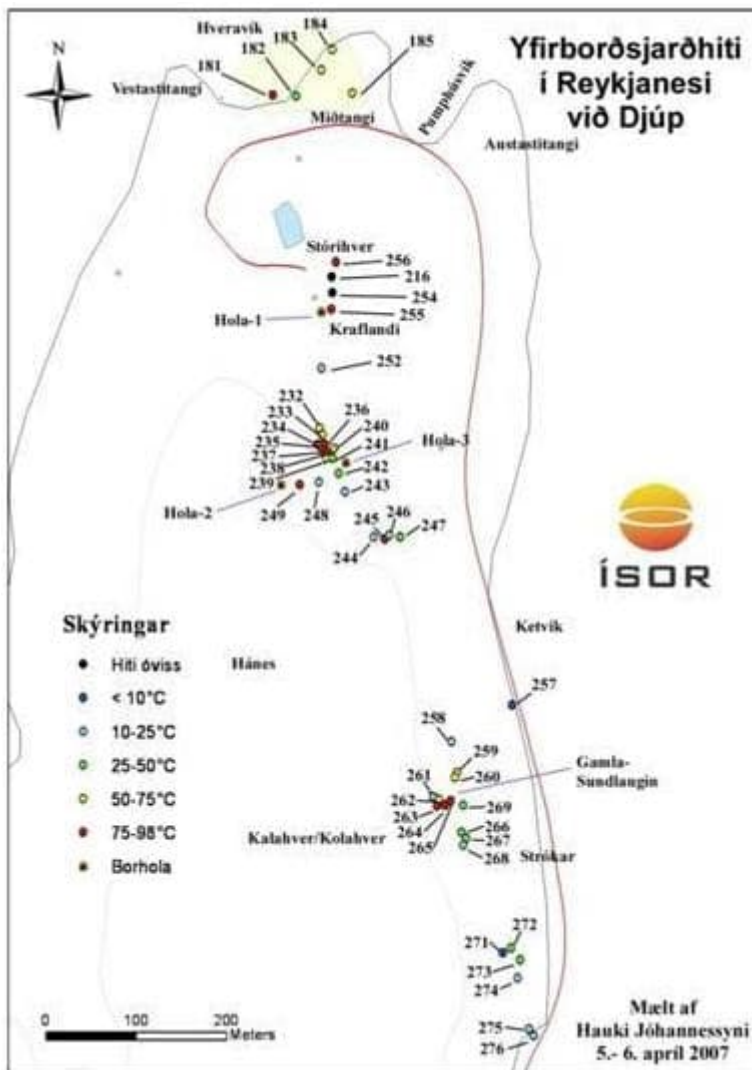 Yfirborðsjarðhiti
í Reykjanesi
við Djúp
N
Hveravík
184
183
182
181
185
Vestastitangi
Miðtangi
Pumphúsvík
Austastitangi
Stórihver
256
216
254
Hola-1
255
Kraflandi
252
232
233
236
234
240
235
241
Hola-3
237
238
242
239
243
Hola-2
249
248
245
246
247
244
ÍSOR
Skýringar
Hiti óviss
< 10°C
10-25°C
25-50°C
50-75°C
75-98°C
Borhola
Hánes
Ketvík
257
258
259
260
Gamla-
Sundlangin
261
262
263
269
264
265
Kalahver/Kolahver
266
267
268
Strókar
272
271
273
274
275
276
0 100 200
Meters
Mælt af
Hauki Jóhannessyni
5.- 6. apríl 2007